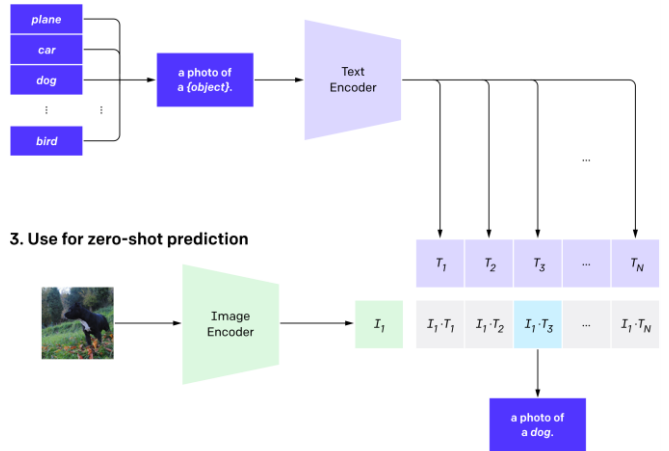 plane
car
dog
⋮ ⋮
bird
a photo of
a {object}.
Text
Encoder
...
3. Use for zero-shot prediction
T1 T2 T3 ... TN
Image
Encoder
I1
I1·T1 I1·T2 I1·T3 ... I1·TN
a photo of
a dog.